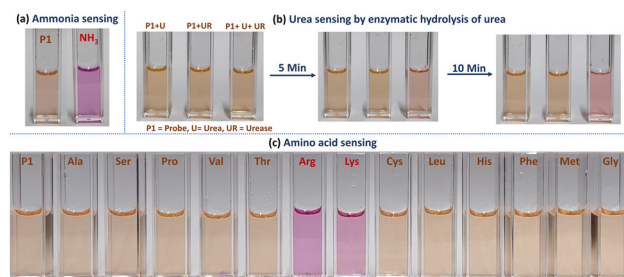 (a) Ammonia sensing
P1 NH3
P1+U P1+UR P1+ U+ UR
(b) Urea sensing by enzymatic hydrolysis of urea
5 Min
10 Min
P1 = Probe, U= Urea, UR = Urease
(c) Amino acid sensing
P1 Ala Ser Pro Val Thr Arg Lys Cys Leu His Phe Met Gly